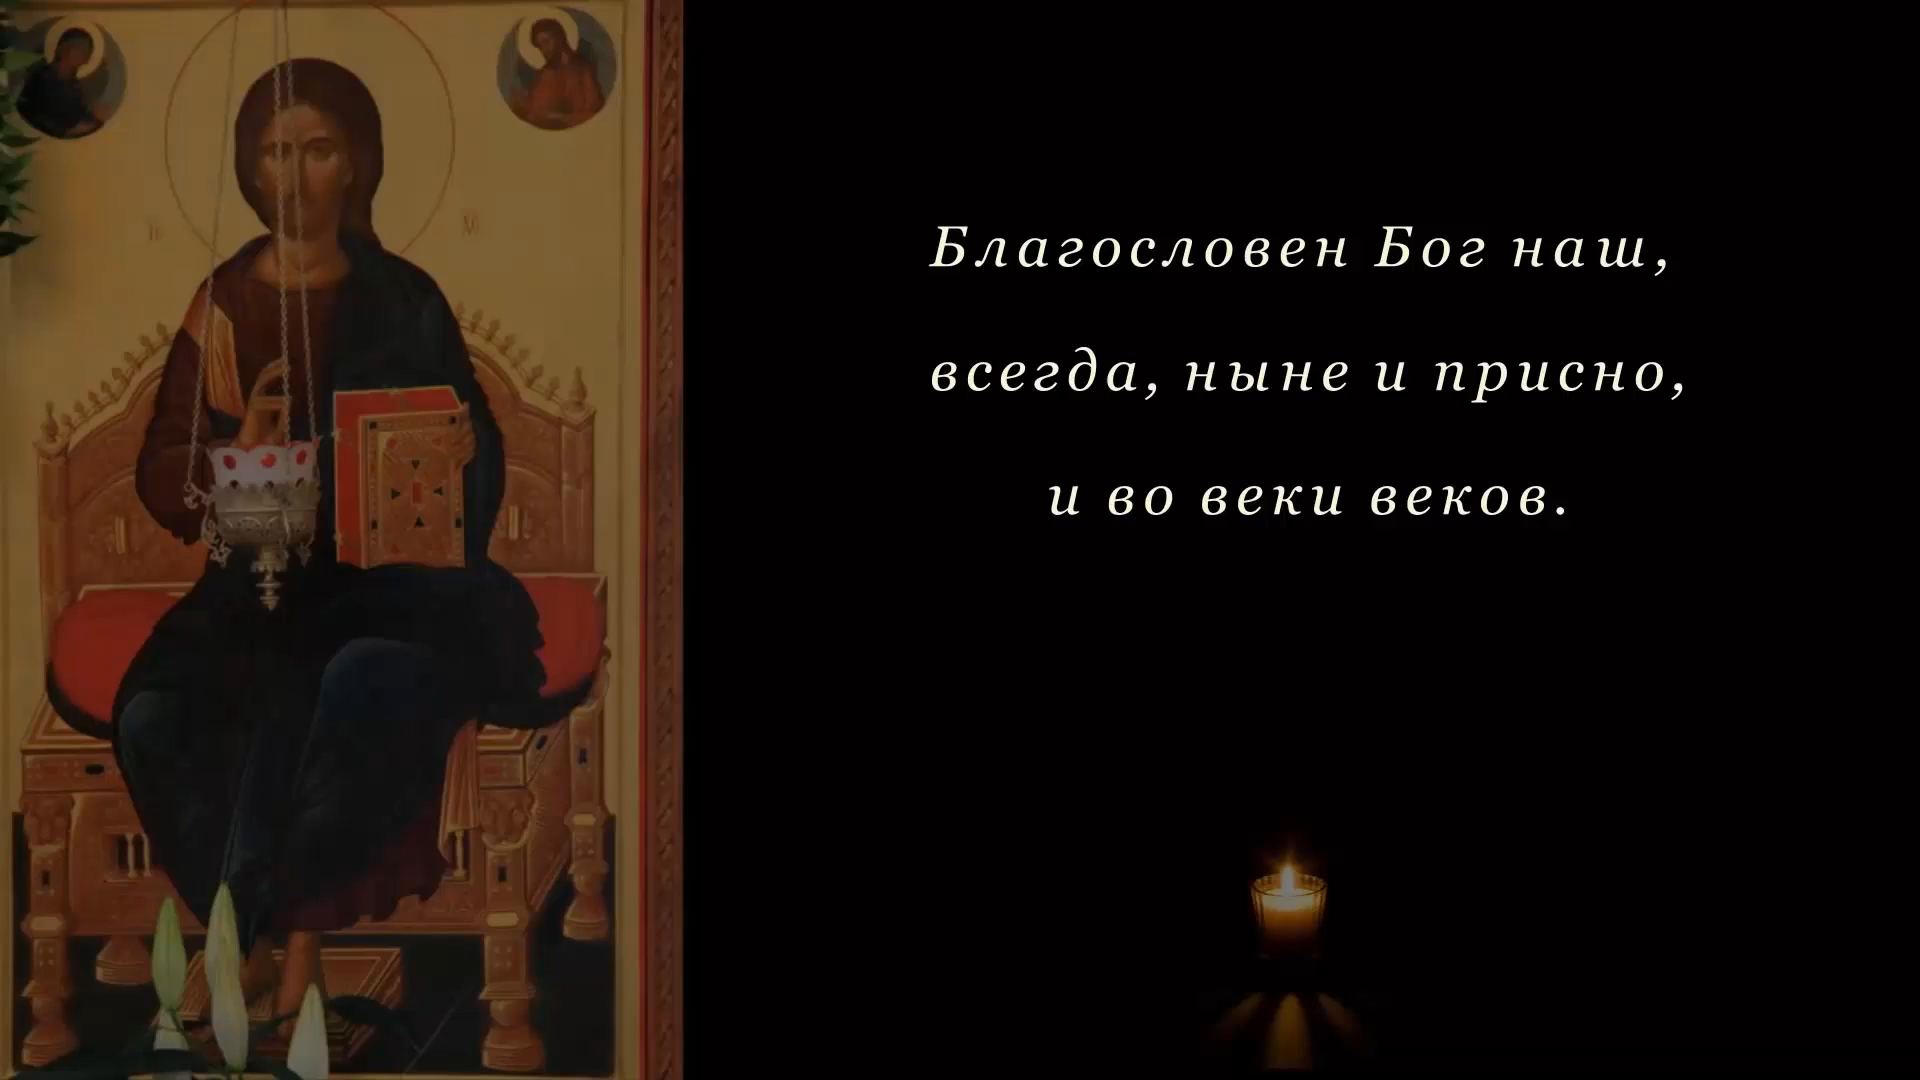 Благословен Бог наш,
всегда, ныне и присно,
и во веки веков.